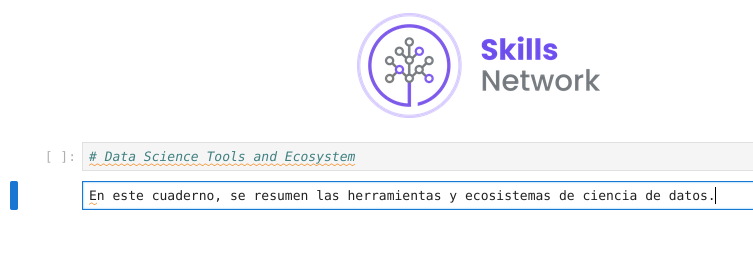 Skills
Network
[ ]:
# Data Science Tools and Ecosystem
En este cuaderno, se resumen las herramientas y ecosistemas de ciencia de datos.